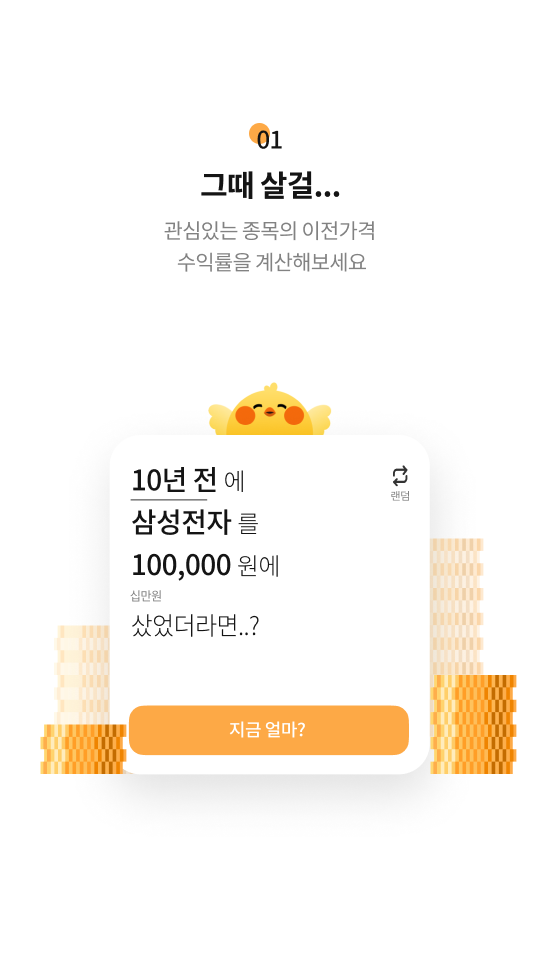 01
그때 살걸...
관심있는 종목의 이전가격
수익률을 계산해보세요
10년 전 에
랜덤
삼성전자 를
100,000 원에
십만원
샀었더라면..?
지금 얼마?